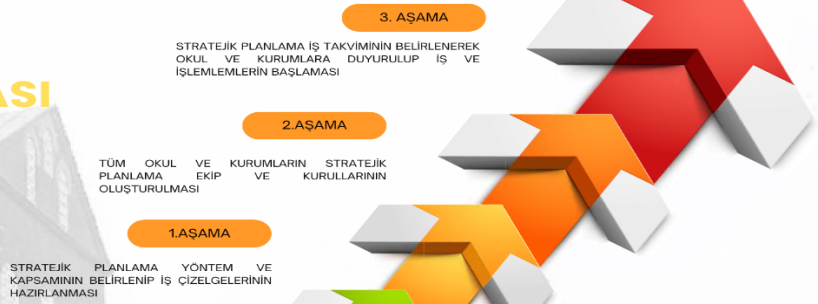 3. AŞAMA
STRATEJİK PLANLAMA İŞ TAKVİMİNİN BELİRLENEREK
OKUL VE KURUMLARA DUYURULUP İŞ VE
İŞLEMLEMLERİN BAŞLAMASI
ASI
2.AŞAMA
TÜM OKUL VE KURUMLARIN STRATEJİK
PLANLAMA EKİP VE KURULLARININ
OLUŞTURULMASI
1.AŞAMA
STRATEJİK PLANLAMA YÖNTEM VE
KAPSAMININ BELİRLENİP İŞ ÇİZELGELERİNİN
HAZIRLANMASI